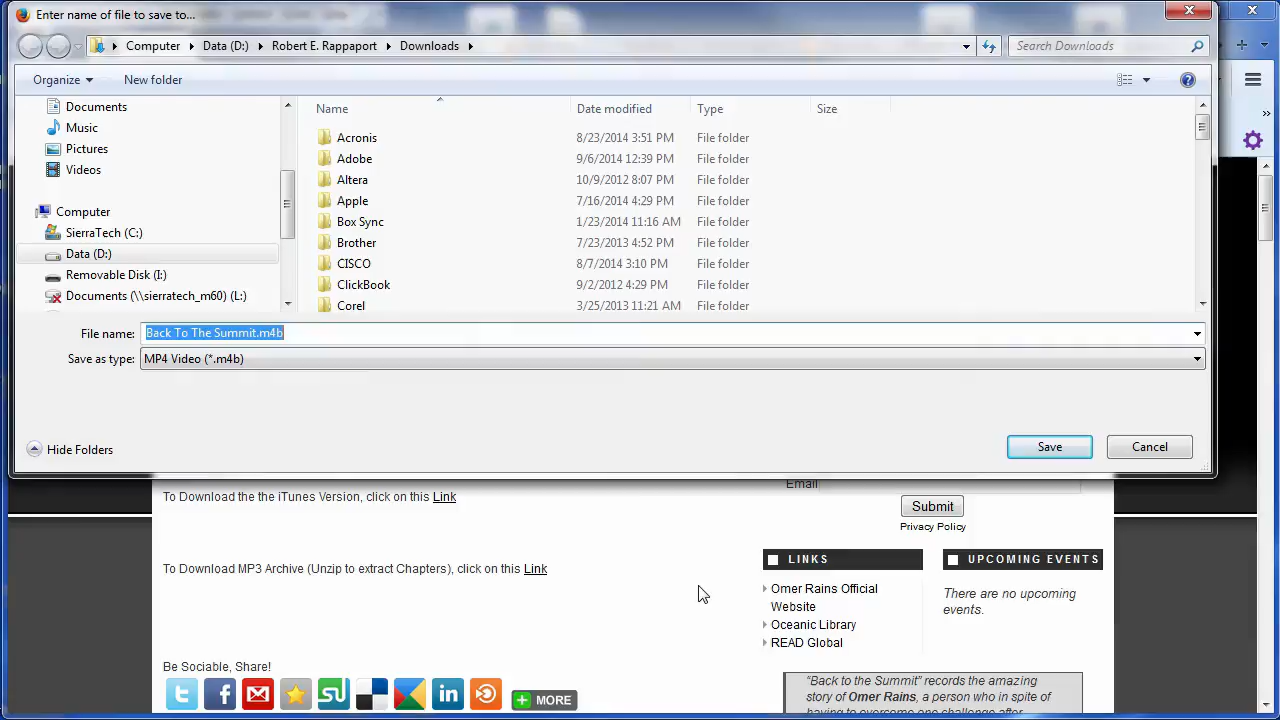 Enter name of file to save to...
Computer Data (D:) Robert E. Rappaport Downloads
Search Downloads
Organize New folder
Documents
Music
Pictures
Videos
Computer
SierraTech (C:)
Data (D:)
Removable Disk (I:)
Documents (\\sierratech_m60) (L:)
Name Date modified Type Size
Acronis 8/23/2014 3:51 PM File folder
Adobe 9/6/2014 12:39 PM File folder
Altera 10/9/2012 8:07 PM File folder
Apple 7/16/2014 4:29 PM File folder
Box Sync 1/23/2014 11:16 AM File folder
Brother 7/23/2013 4:52 PM File folder
CISCO 8/7/2014 3:10 PM File folder
ClickBook 9/2/2012 4:29 PM File folder
Corel 3/25/2013 11:21 AM File folder
File name: Back To The Summit.m4b
Save as type: MP4 Video (*.m4b)
Hide Folders
Save Cancel
To Download the the iTunes Version, click on this Link
To Download MP3 Archive (Unzip to extract Chapters), click on this Link
Be Sociable, Share!
MORE
Email
Submit
Privacy Policy
LINKS
Omer Rains Official
Website
Oceanic Library
READ Global
UPCOMING EVENTS
There are no upcoming
events.
"Back to the Summit" records the amazing
story of Omer Rains, a person who in spite of
having to overcome one challenge after